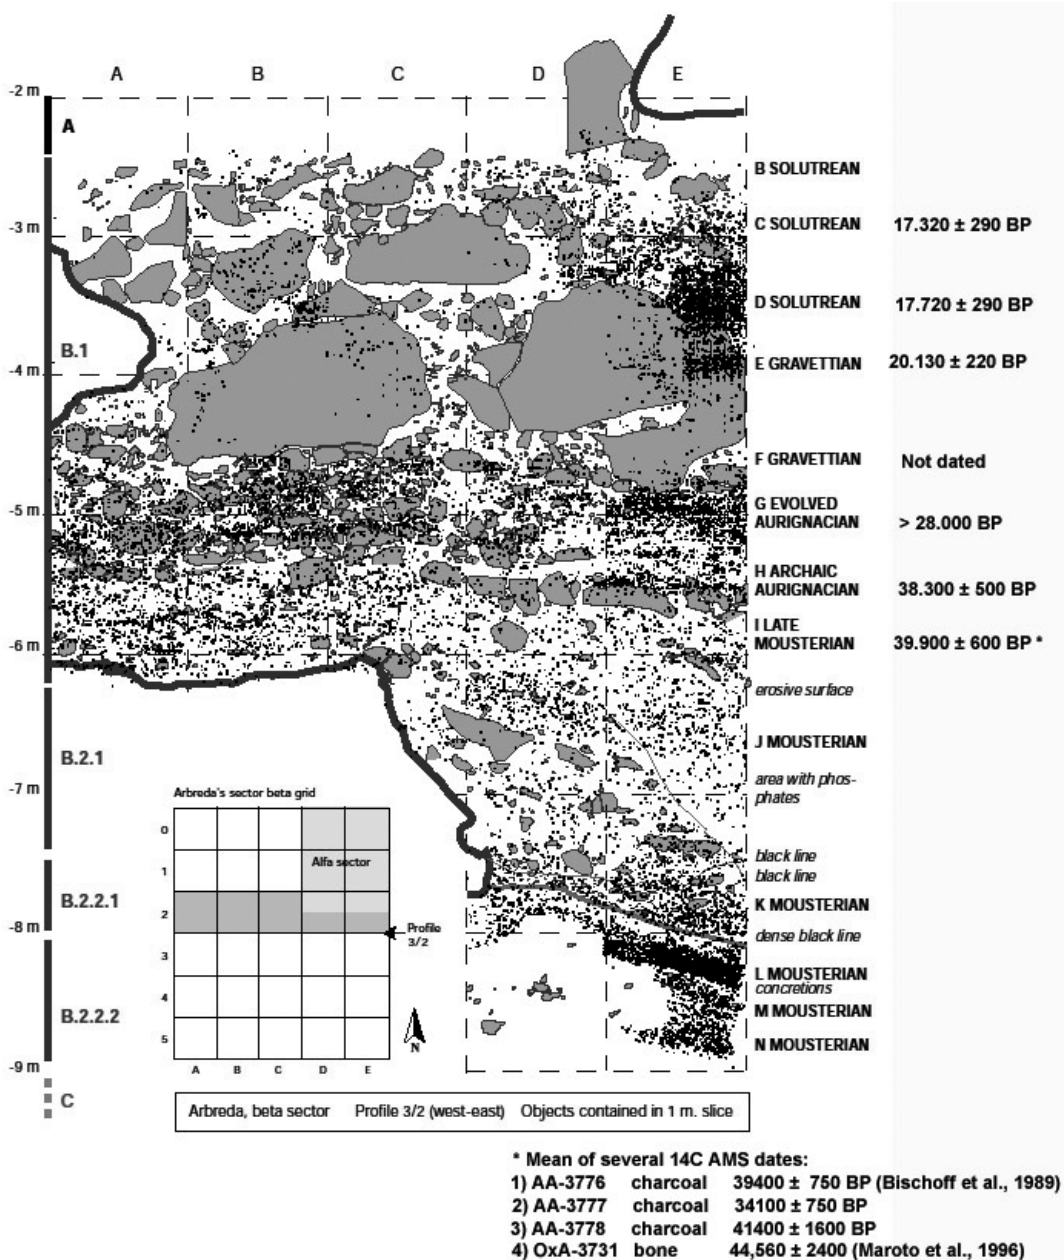 A B C D E
-2 m
A
B SOLUTREAN
-3 m
C SOLUTREAN 17.320 ± 290 BP
D SOLUTREAN 17.720 ± 290 BP
B.1
E GRAVETTIAN 20.130 ± 220 BP
-4 m
F GRAVETTIAN Not dated
G EVOLVED
AURIGNACIAN > 28.000 BP
-5 m
H ARCHAIC
AURIGNACIAN 38.300 ± 500 BP
I LATE
MOUSTERIAN 39.900 ± 600 BP *
-6 m
erosive surface
J MOUSTERIAN
B.2.1
area with phos-
phates
-7 m
Arbreda's sector beta grid
0
1 Alfa sector
2
3
4
5
A B C D E
Profile
3/2
N
black line
black line
B.2.2.1
K MOUSTERIAN
-8 m
dense black line
L MOUSTERIAN
concretions
B.2.2.2
M MOUSTERIAN
N MOUSTERIAN
-9 m
C
Arbreda, beta sector Profile 3/2 (west-east) Objects contained in 1 m. slice
* Mean of several 14C AMS dates:
1) AA-3776 charcoal 39400 ± 750 BP (Bischoff et al., 1989)
2) AA-3777 charcoal 34100 ± 750 BP
3) AA-3778 charcoal 41400 ± 1600 BP
4) OxA-3731 bone 44,560 ± 2400 (Maroto et al., 1996)